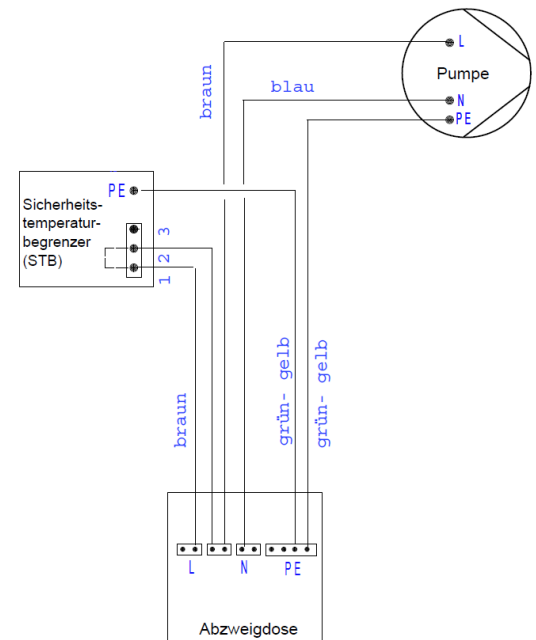 L
Pumpe
braun
blau
N
PE
PE
Sicherheits-
temperatur-
begrenzer
(STB)
3
2
1
braun
grün- gelb
grün- gelb
L
N
PE
Abzweigdose